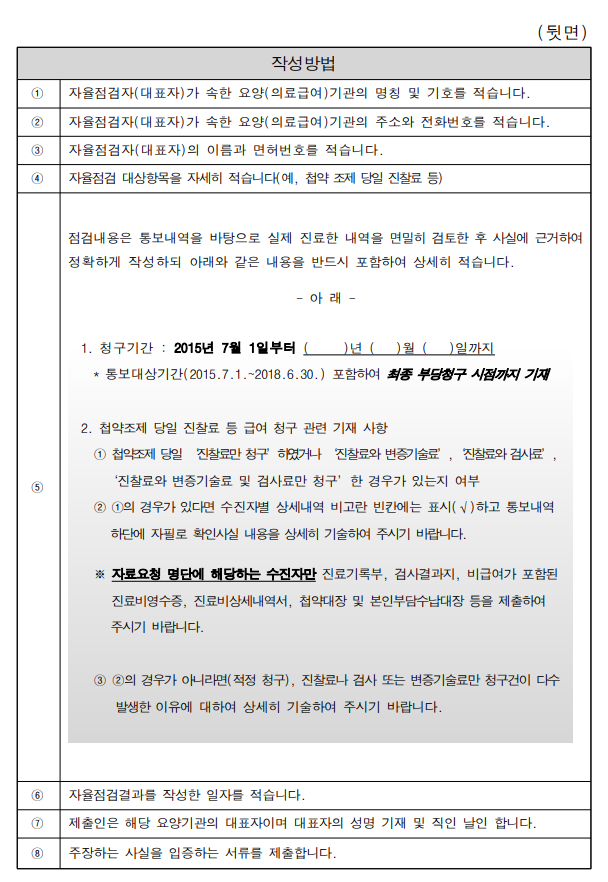 (뒷면)
작성방법
① 자율점검자(대표자)가 속한 요양(의료급여)기관의 명칭 및 기호를 적습니다.
② 자율점검자(대표자)가 속한 요양(의료급여)기관의 주소와 전화번호를 적습니다.
③ 자율점검자(대표자)의 이름과 면허번호를 적습니다.
④ 자율점검 대상항목을 자세히 적습니다(예, 첩약 조제 당일 진찰료 등)
⑤
점검내용은 통보내역을 바탕으로 실제 진료한 내역을 면밀히 검토한 후 사실에 근거하여
정확하게 작성하되 아래와 같은 내용을 반드시 포함하여 상세히 적습니다.
- 아 래 -
1. 청구기간 : 2015년 7월 1일부터 (     )년 (   )월 (   )일까지
* 통보대상기간(2015.7.1.~2018.6.30.) 포함하여 최종 부당청구 시점까지 기재
2. 첩약조제 당일 진찰료 등 급여 청구 관련 기재 사항
① 첩약조제 당일 ‘진찰료만 청구’하였거나 ‘진찰료와 변증기술료’, ‘진찰료와 검사료’,
‘진찰료와 변증기술료 및 검사료만 청구’한 경우가 있는지 여부
② ①의 경우가 있다면 수진자별 상세내역 비고란 빈칸에는 표시(√)하고 통보내역
하단에 자필로 확인사실 내용을 상세히 기술하여 주시기 바랍니다.
※ 자료요청 명단에 해당하는 수진자만 진료기록부, 검사결과지, 비급여가 포함된
진료비영수증, 진료비상세내역서, 첩약대장 및 본인부담수납대장 등을 제출하여
주시기 바랍니다.
③ ②의 경우가 아니라면(적정 청구), 진찰료나 검사 또는 변증기술료만 청구건이 다수
발생한 이유에 대하여 상세히 기술하여 주시기 바랍니다.
⑥ 자율점검결과를 작성한 일자를 적습니다.
⑦ 제출인은 해당 요양기관의 대표자이며 대표자의 성명 기재 및 직인 날인 합니다.
⑧ 주장하는 사실을 입증하는 서류를 제출합니다.